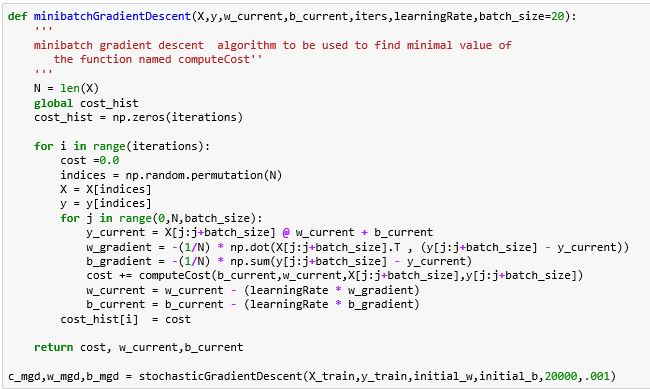 def minibatchGradientDescent(X,y,w_current,b_current,iters,learningRate,batch_size=20):
'''
minibatch gradient descent  algorithm to be used to find minimal value of
the function named computeCost''
'''
N = len(X)
global cost_hist
cost_hist = np.zeros(iterations)
for i in range(iterations):
cost =0.0
indices = np.random.permutation(N)
X = X[indices]
y = y[indices]
for j in range(0,N,batch_size):
y_current = X[j:j+batch_size] @ w_current + b_current
w_gradient = -(1/N) * np.dot(X[j:j+batch_size].T , (y[j:j+batch_size] - y_current))
b_gradient = -(1/N) * np.sum(y[j:j+batch_size] - y_current)
cost += computeCost(b_current,w_current,X[j:j+batch_size],y[j:j+batch_size])
w_current = w_current - (learningRate * w_gradient)
b_current = b_current - (learningRate * b_gradient)
cost_hist[i]  = cost
return cost, w_current,b_current
c_mgd,w_mgd,b_mgd = stochasticGradientDescent(X_train,y_train,initial_w,initial_b,20000,.001)